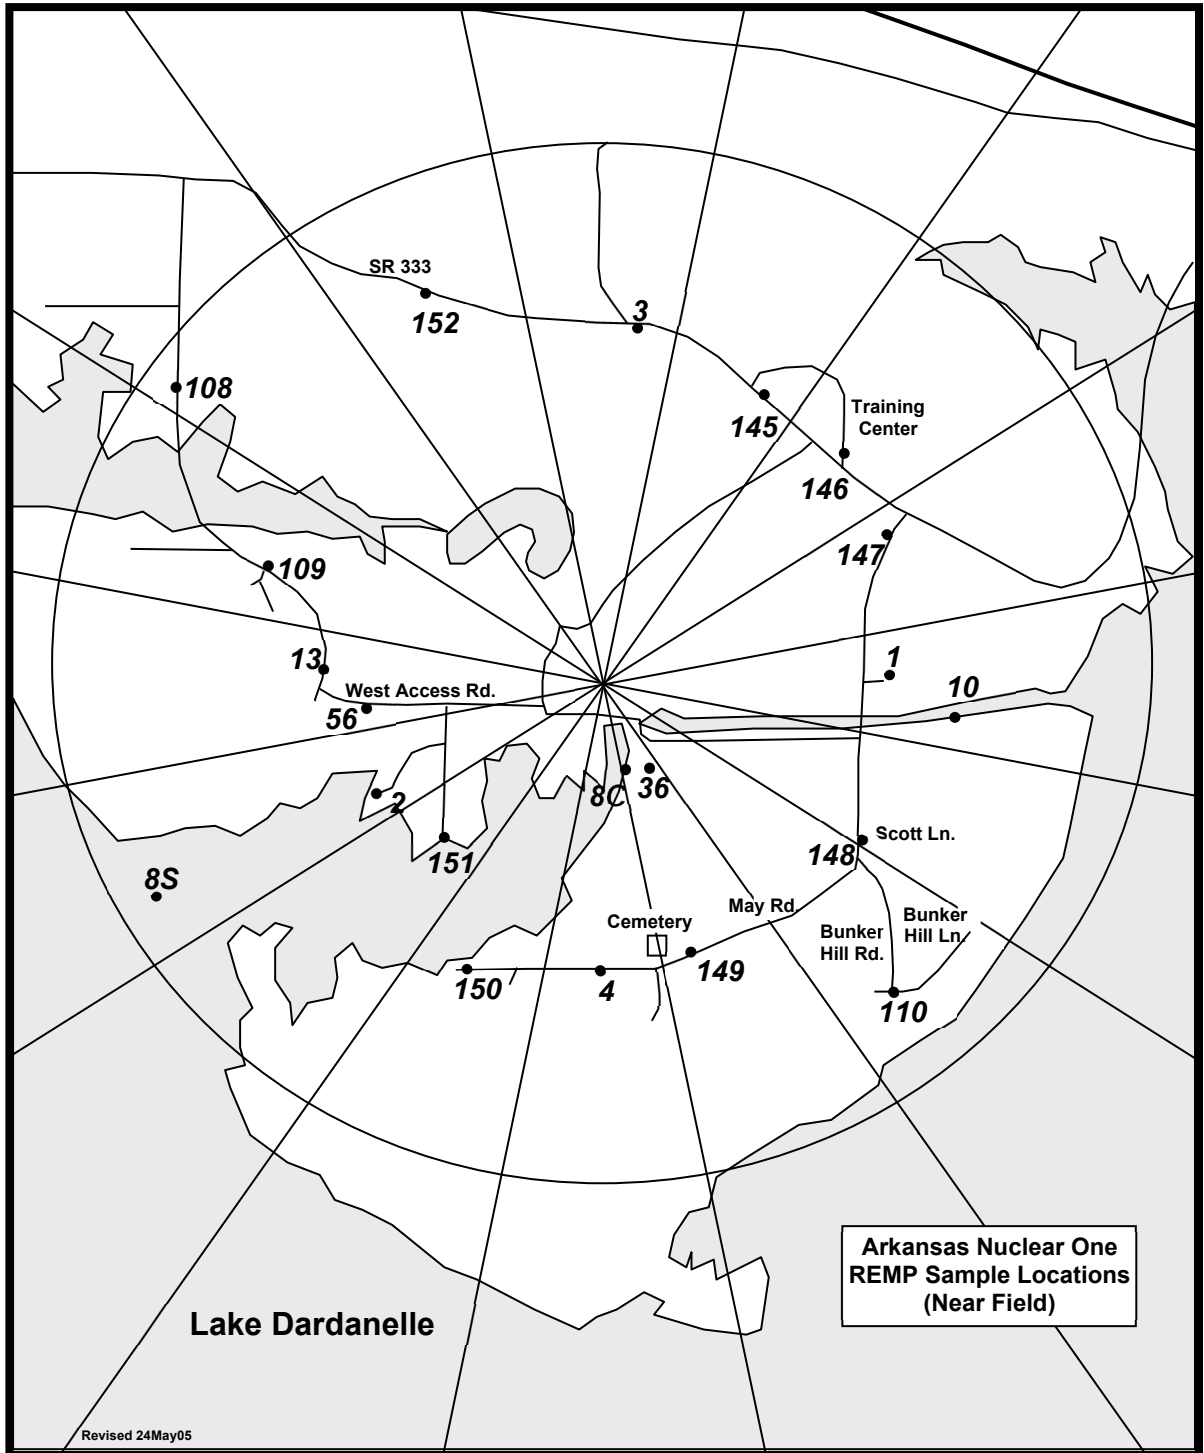 SR 333
152
3
108
145
Training
Center
146
147
109
13
1
West Access Rd.
10
56
2
8C
36
151
Scott Ln.
148
8S
May Rd.
Cemetery
Bunker
Hill Rd.
Bunker
Hill Ln.
149
150
4
110
Arkansas Nuclear One
REMP Sample Locations
(Near Field)
Lake Dardanelle
Revised 24May05